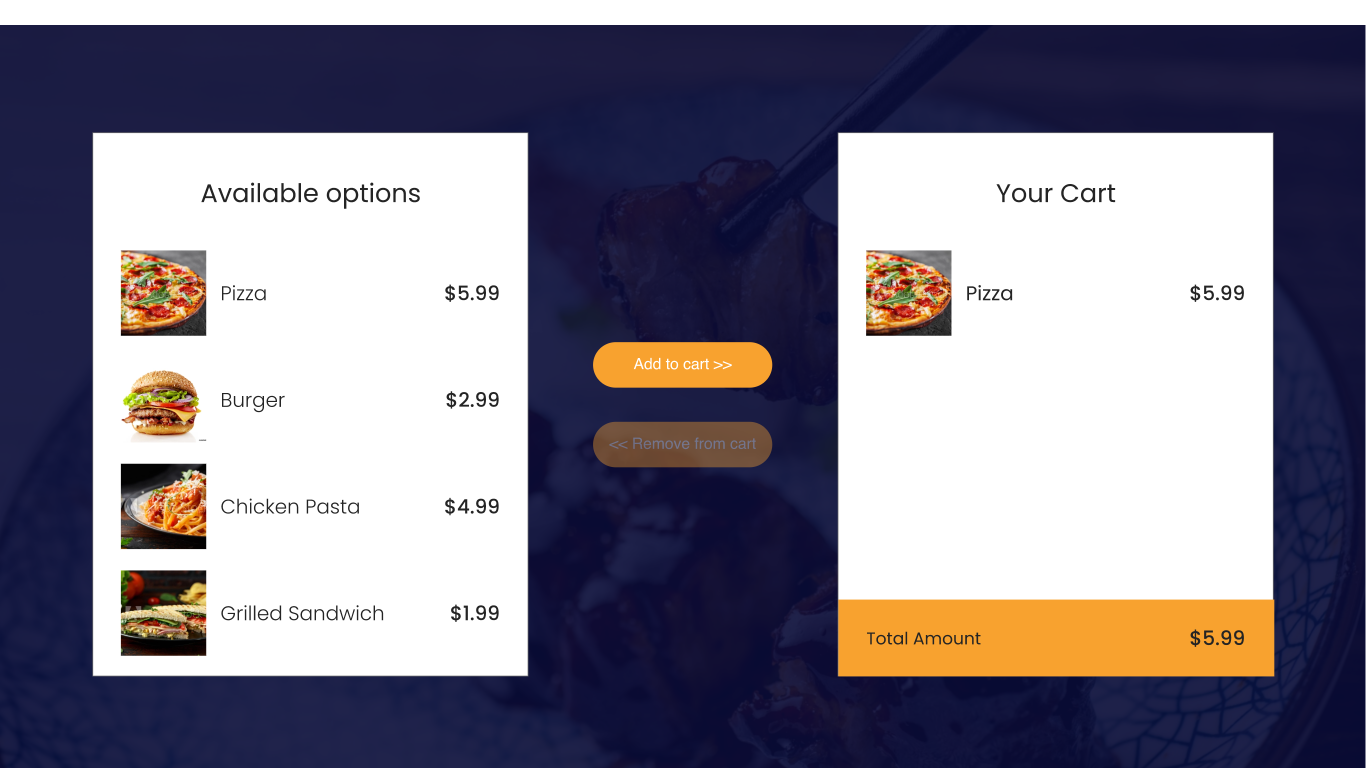 Available options
Pizza $5.99
Burger $2.99
Chicken Pasta $4.99
Grilled Sandwich $1.99
Add to cart >>
<< Remove from cart
Your Cart
Pizza $5.99
Total Amount $5.99